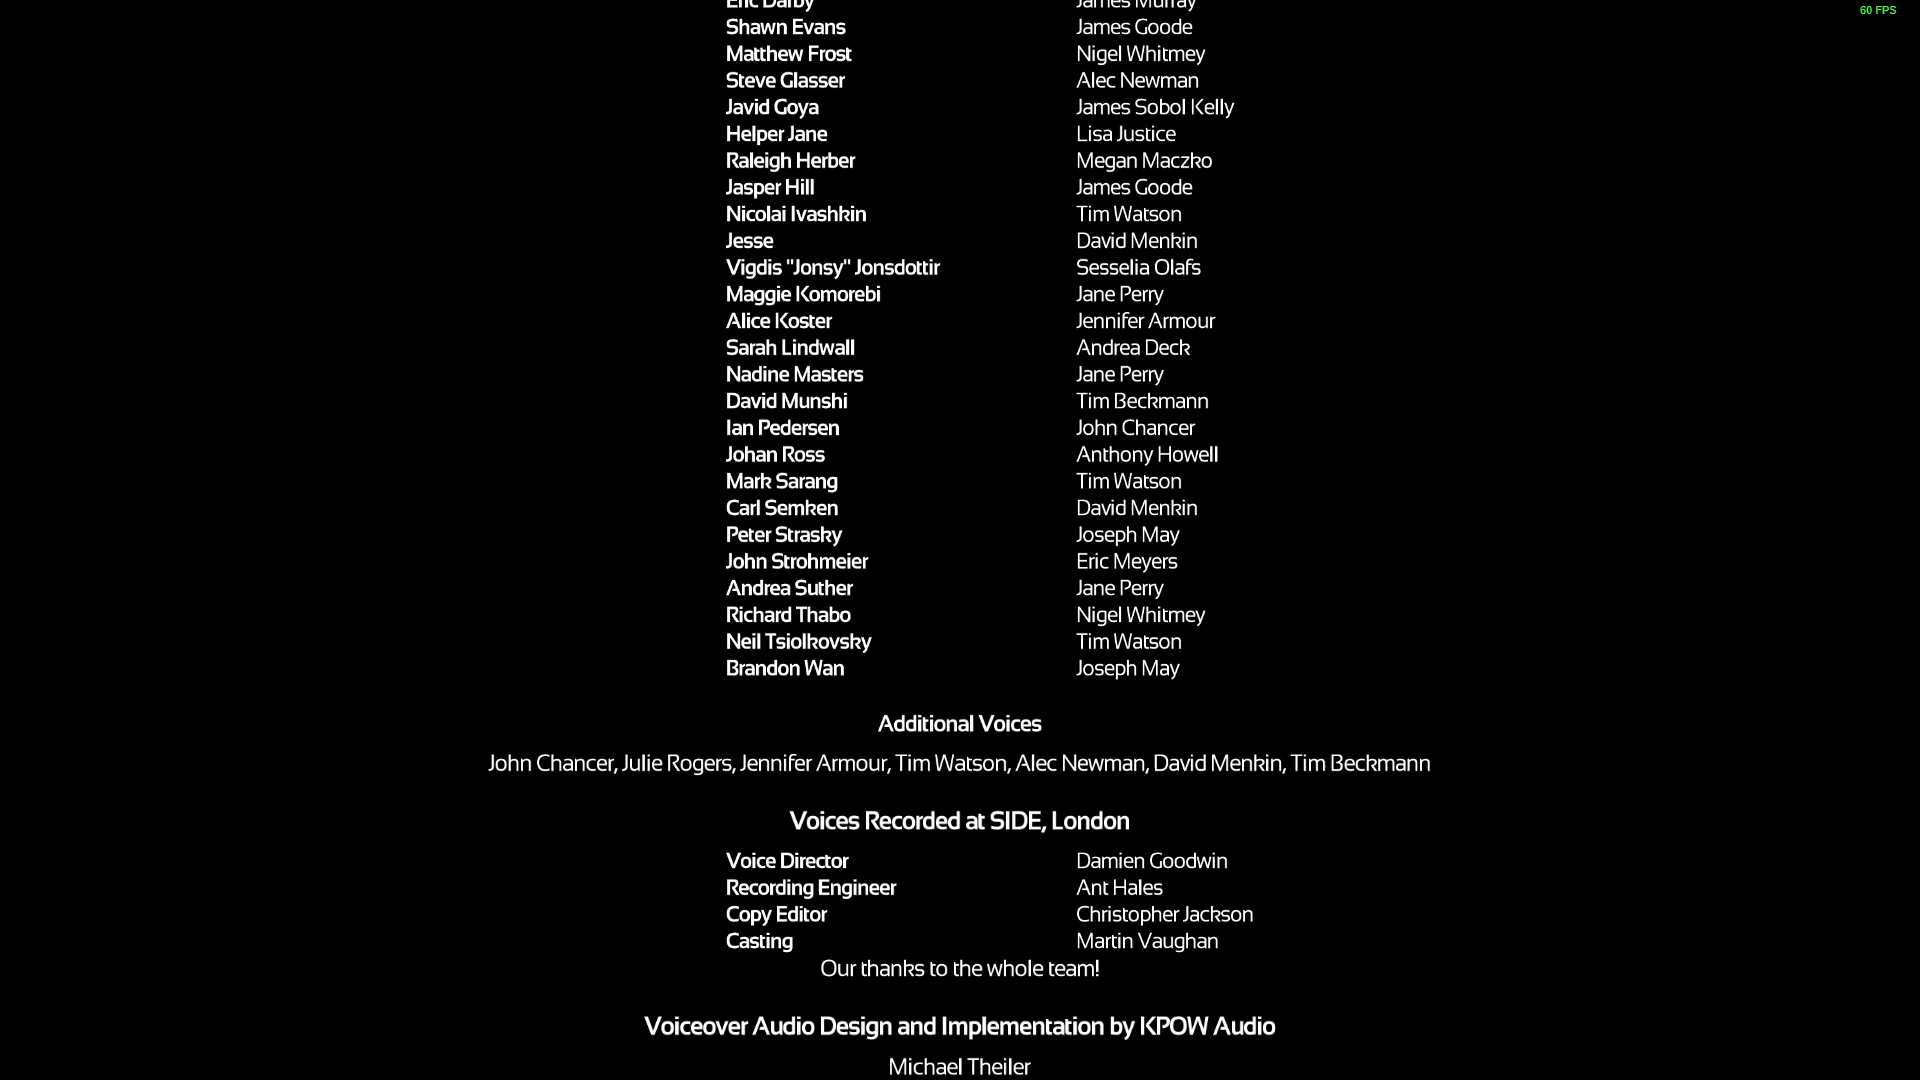 Eric Darby James Murray
60 FPS
Shawn Evans James Goode
Matthew Frost Nigel Whitmey
Steve Glasser Alec Newman
Javid Goya James Sobol Kelly
Helper Jane Lisa Justice
Raleigh Herber Megan Maczko
Jasper Hill James Goode
Nicolai Ivashkin Tim Watson
Jesse David Menkin
Vigdis "Jonsy" Jonsdottir Sesselia Olafs
Maggie Komorebi Jane Perry
Alice Koster Jennifer Armour
Sarah Lindwall Andrea Deck
Nadine Masters Jane Perry
David Munshi Tim Beckmann
Ian Pedersen John Chancer
Johan Ross Anthony Howell
Mark Sarang Tim Watson
Carl Semken David Menkin
Peter Strasky Joseph May
John Strohmeier Eric Meyers
Andrea Suther Jane Perry
Richard Thabo Nigel Whitmey
Neil Tsiolkovsky Tim Watson
Brandon Wan Joseph May
Additional Voices
John Chancer, Julie Rogers, Jennifer Armour, Tim Watson, Alec Newman, David Menkin, Tim Beckmann
Voices Recorded at SIDE, London
Voice Director Damien Goodwin
Recording Engineer Ant Hales
Copy Editor Christopher Jackson
Casting Martin Vaughan
Our thanks to the whole team!
Voiceover Audio Design and Implementation by KPOW Audio
Michael Theiler